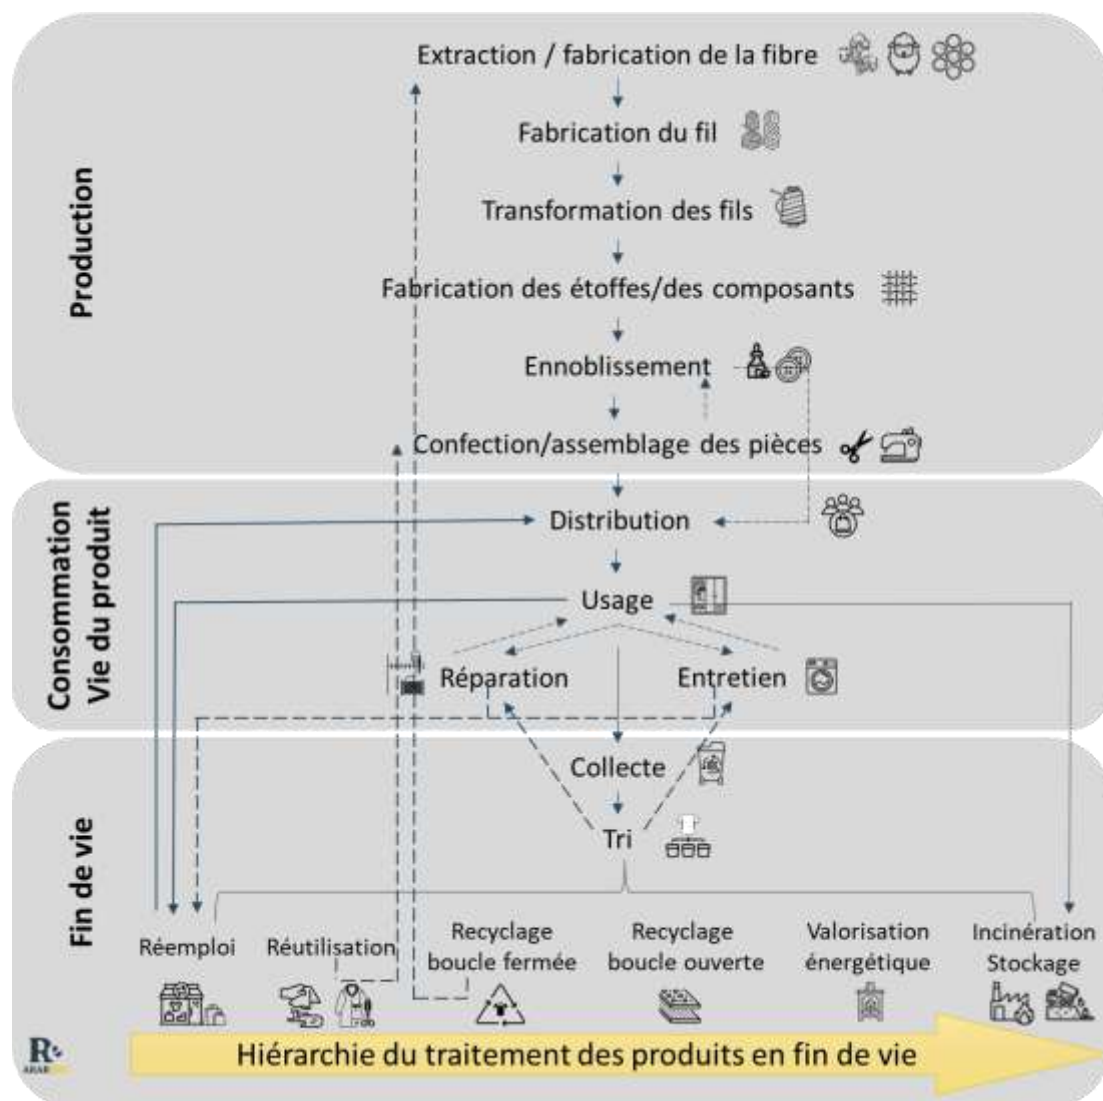 Production
Extraction / fabrication de la fibre
Fabrication du fil
Transformation des fils
Fabrication des étoffes/des composants
Ennoblissement
Confection/assemblage des pièces
Consommation
Vie du produit
Distribution
Usage
Réparation
Entretien
Fin de vie
Collecte
Tri
Réemploi
Réutilisation
Recyclage
boucle fermée
Recyclage
boucle ouverte
Valorisation
énergétique
Incinération
Stockage
Hiérarchie du traitement des produits en fin de vie
R